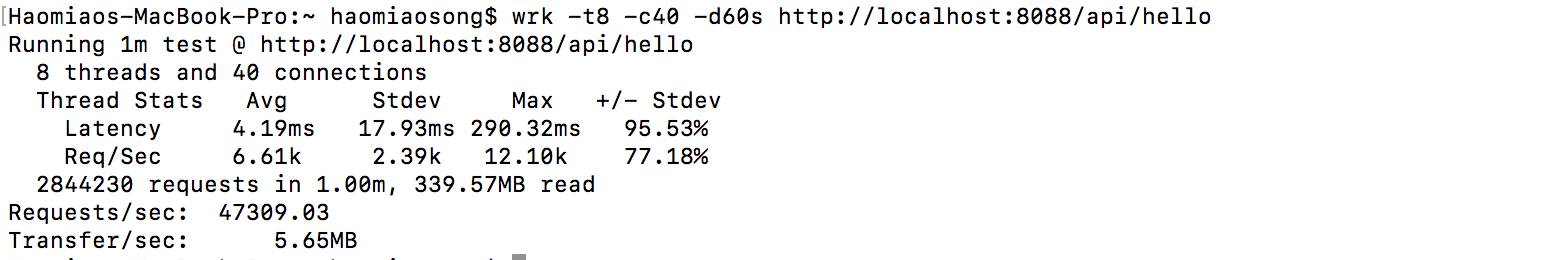 [Haomiaos-MacBook-Pro:~ haomiaosong$ wrk -t8 -c40 -d60s http://localhost:8088/api/hello
Running 1m test @ http://localhost:8088/api/hello
8 threads and 40 connections
Thread Stats Avg Stdev Max +/- Stdev
Latency 4.19ms 17.93ms 290.32ms 95.53%
Req/Sec 6.61k 2.39k 12.10k 77.18%
2844230 requests in 1.00m, 339.57MB read
Requests/sec: 47309.03
Transfer/sec: 5.65MB